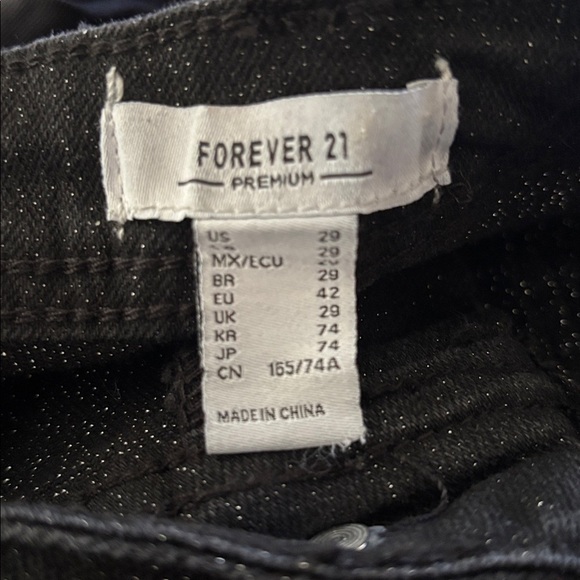 FOREVER 21
PREMIUM
US 29
MX/ECU 29
BR 29
EU 42
UK 29
KR 74
JP 74
CN 165/74A
MADE IN CHINA